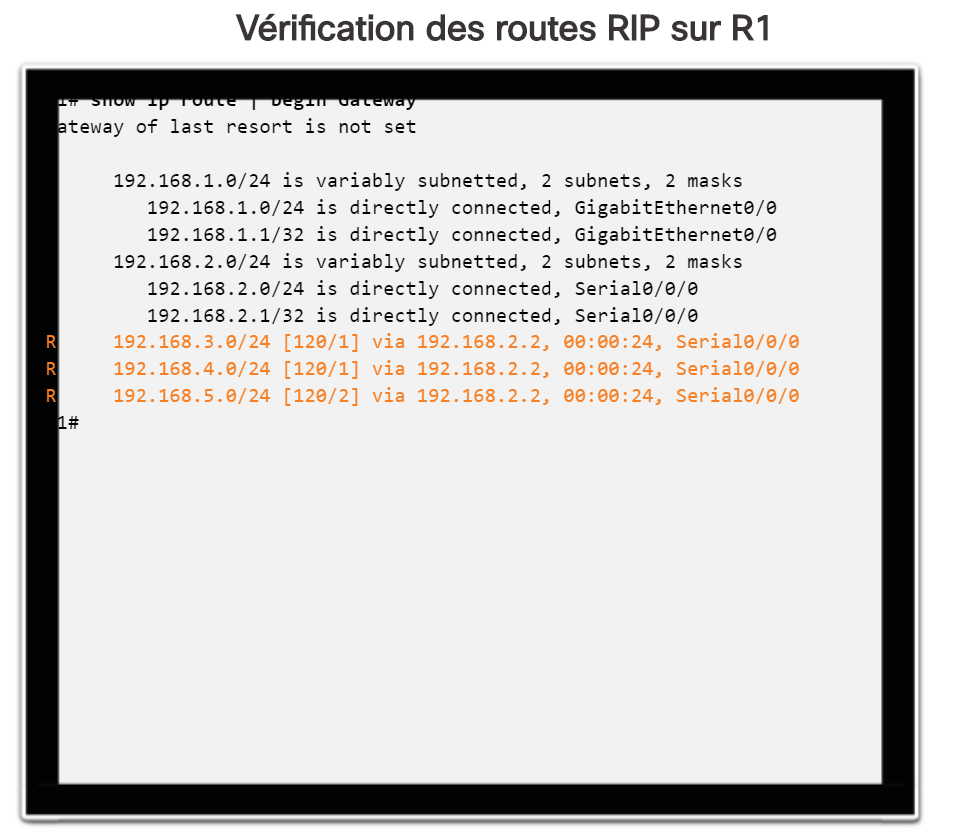 Vérification des routes RIP sur R1
1# show ip route | begin Gateway
ateway of last resort is not set
192.168.1.0/24 is variably subnetted, 2 subnets, 2 masks
192.168.1.0/24 is directly connected, GigabitEthernet0/0
192.168.1.1/32 is directly connected, GigabitEthernet0/0
192.168.2.0/24 is variably subnetted, 2 subnets, 2 masks
192.168.2.0/24 is directly connected, Serial0/0/0
192.168.2.1/32 is directly connected, Serial0/0/0
R 192.168.3.0/24 [120/1] via 192.168.2.2, 00:00:24, Serial0/0/0
R 192.168.4.0/24 [120/1] via 192.168.2.2, 00:00:24, Serial0/0/0
R 192.168.5.0/24 [120/2] via 192.168.2.2, 00:00:24, Serial0/0/0
1#